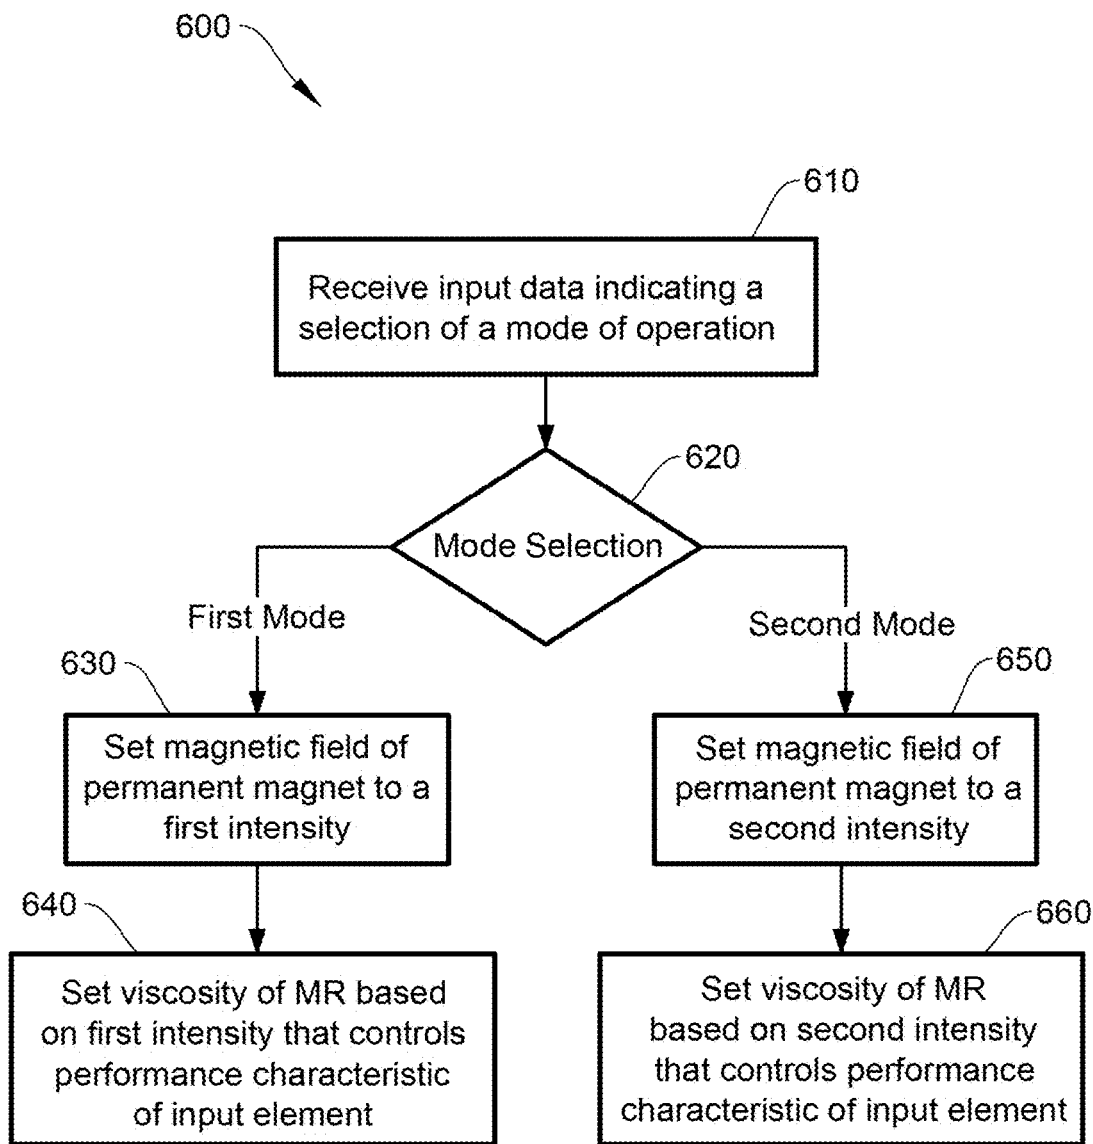 600
610
Receive input data indicating a
selection of a mode of operation
620
Mode Selection
First Mode
Second Mode
630
650
Set magnetic field of
permanent magnet to a
first intensity
Set magnetic field of
permanent magnet to a
second intensity
640
660
Set viscosity of MR based
on first intensity that controls
performance characteristic
of input element
Set viscosity of MR
based on second intensity
that controls performance
characteristic of input element